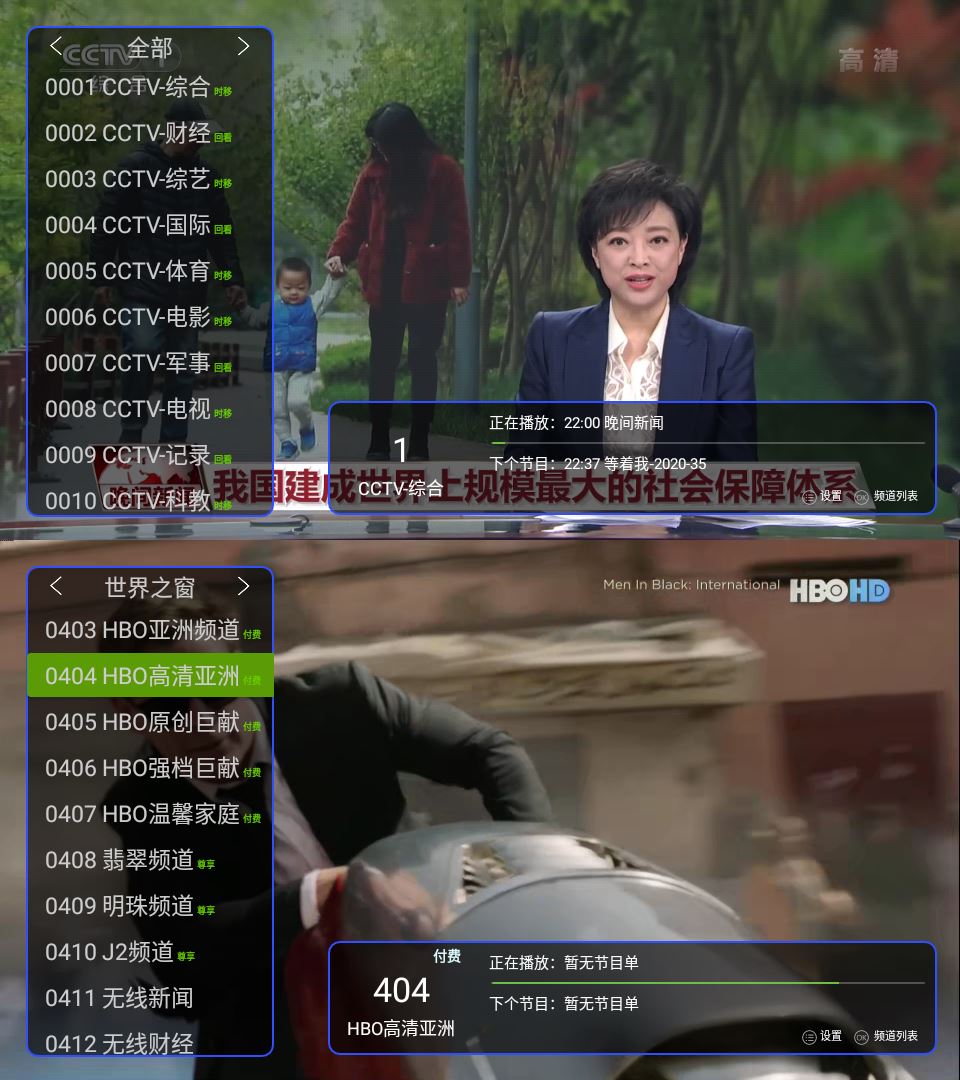 CCTV 1
综合
高清
< 全部 >
0001 CCTV-综合 时移
0002 CCTV-财经 回看
0003 CCTV-综艺 时移
0004 CCTV-国际 回看
0005 CCTV-体育 时移
0006 CCTV-电影 时移
0007 CCTV-军事 回看
0008 CCTV-电视 时移
0009 CCTV-记录 回看
0010 CCTV-科教 时移
我国建成世界上规模最大的社会保障体系
1
CCTV-综合
正在播放：22:00 晚间新闻
下个节目：22:37 等着我-2020-35
设置 OK 频道列表
Men In Black: International HBO HD
< 世界之窗 >
0403 HBO亚洲频道 付费
0404 HBO高清亚洲 付费
0405 HBO原创巨献 付费
0406 HBO强档巨献 付费
0407 HBO温馨家庭 付费
0408 翡翠频道 尊享
0409 明珠频道 尊享
0410 J2频道 尊享
0411 无线新闻
0412 无线财经
付费
404
HBO高清亚洲
正在播放：暂无节目单
下个节目：暂无节目单
设置 OK 频道列表